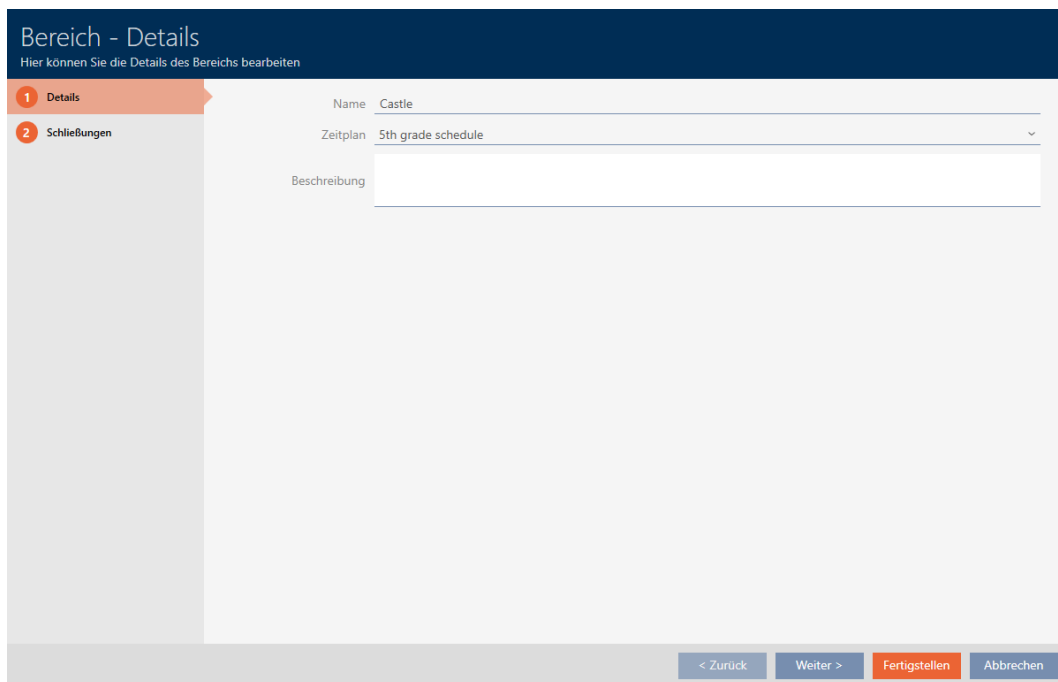 Bereich - Details
Hier können Sie die Details des Bereichs bearbeiten
1 Details
2 Schließungen
Name Castle
Zeitplan 5th grade schedule
Beschreibung
< Zurück Weiter > Fertigstellen Abbrechen